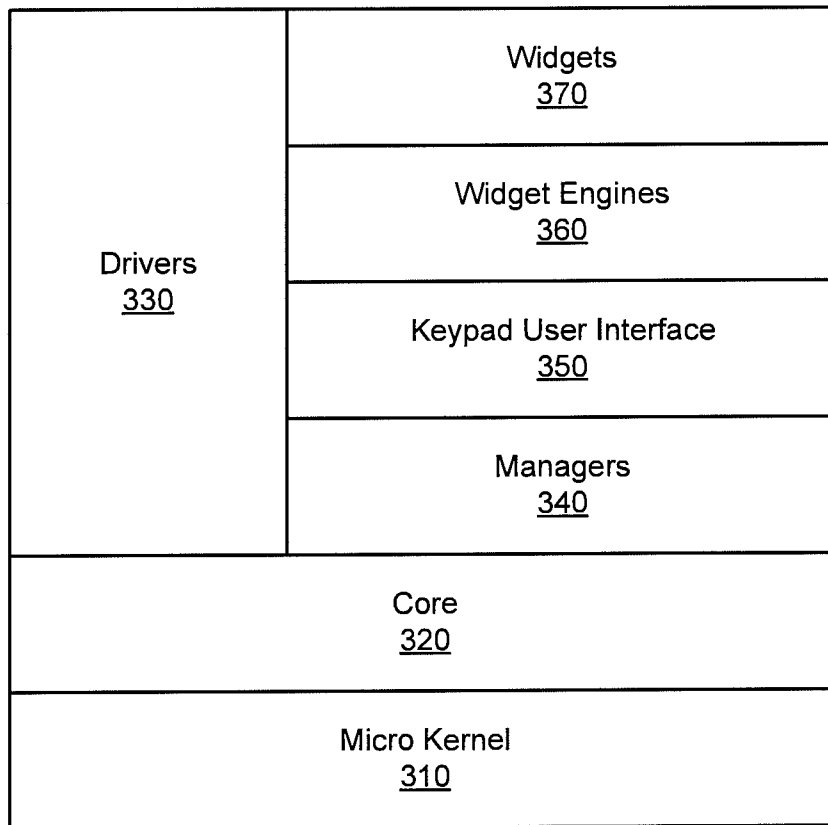 Widgets
370
Widget Engines
360
Drivers
330
Keypad User Interface
350
Managers
340
Core
320
Micro Kernel
310